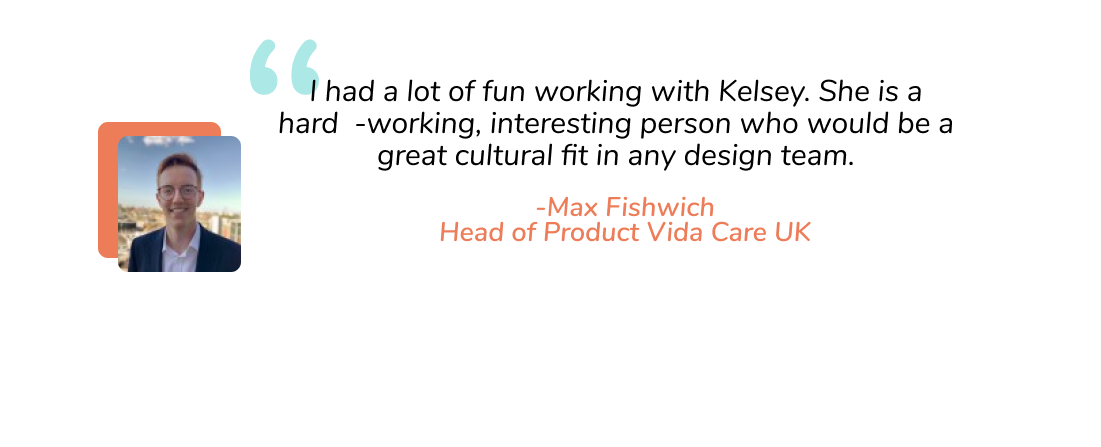 “
I had a lot of fun working with Kelsey. She is a
hard  -working, interesting person who would be a
great cultural fit in any design team.
-Max Fishwich
Head of Product Vida Care UK